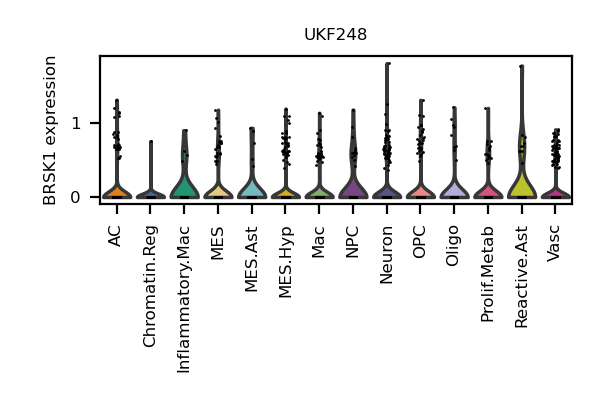 UKF248
BRSK1 expression
1
0
AC
Chromatin.Reg
Inflammatory.Mac
MES
MES.Ast
MES.Hyp
Mac
NPC
Neuron
OPC
Oligo
Prolif.Metab
Reactive.Ast
Vasc